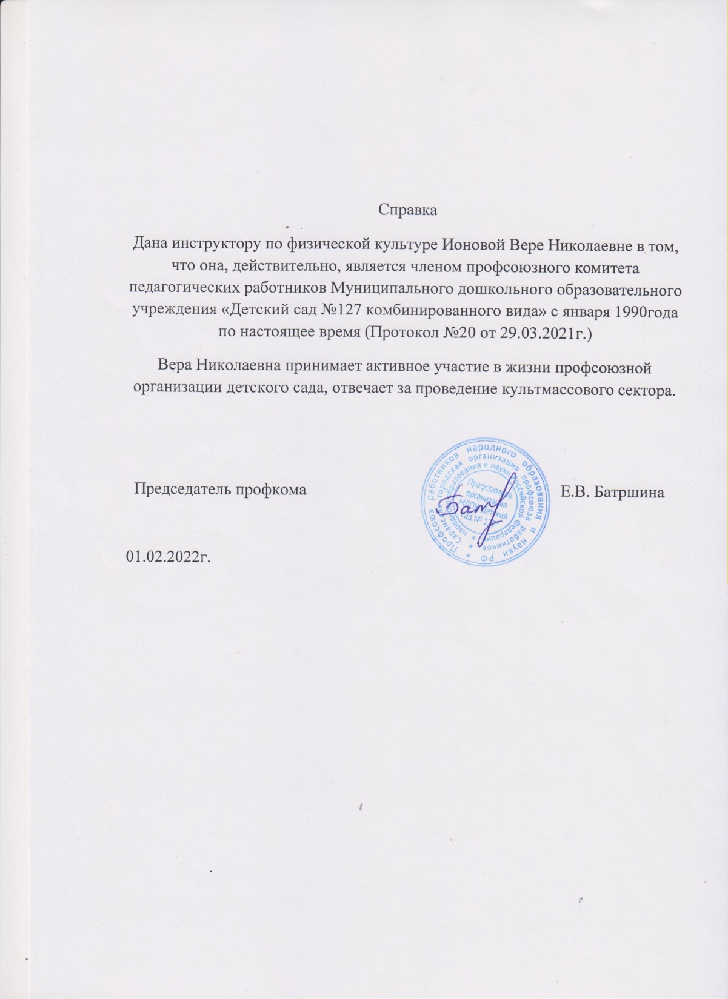 Справка
Дана инструктору по физической культуре Ионовой Вере Николаевне в том,
что она, действительно, является членом профсоюзного комитета
педагогических работников Муниципального дошкольного образовательного
учреждения «Детский сад №127 комбинированного вида» с января 1990года
по настоящее время (Протокол №20 от 29.03.2021г.)
Вера Николаевна принимает активное участие в жизни профсоюзной
организации детского сада, отвечает за проведение культмассового сектора.
Председатель профкома
Е.В. Батршина
* Профсоюз работников народного образования и науки РФ
* Саранская городская организация профсоюза работников
* народного образования и науки Российской Федерации
Профсоюзная
организация
МДОУ "Детский
сад №
01.02.2022г.